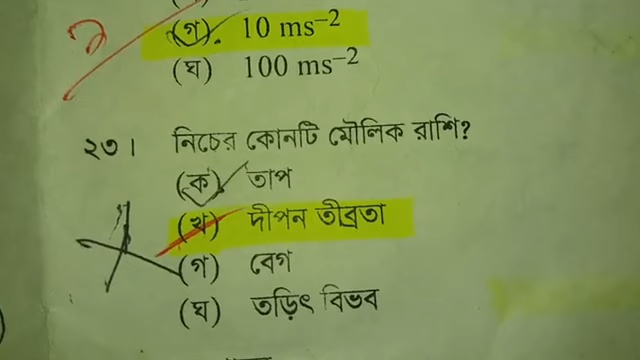 (গ). 10 ms⁻²
(ঘ) 100 ms⁻²
২৩। নিচের কোনটি মৌলিক রাশি?
(ক) তাপ
(খ) দীপন তীব্রতা
(গ) বেগ
(ঘ) তড়িৎ বিভব